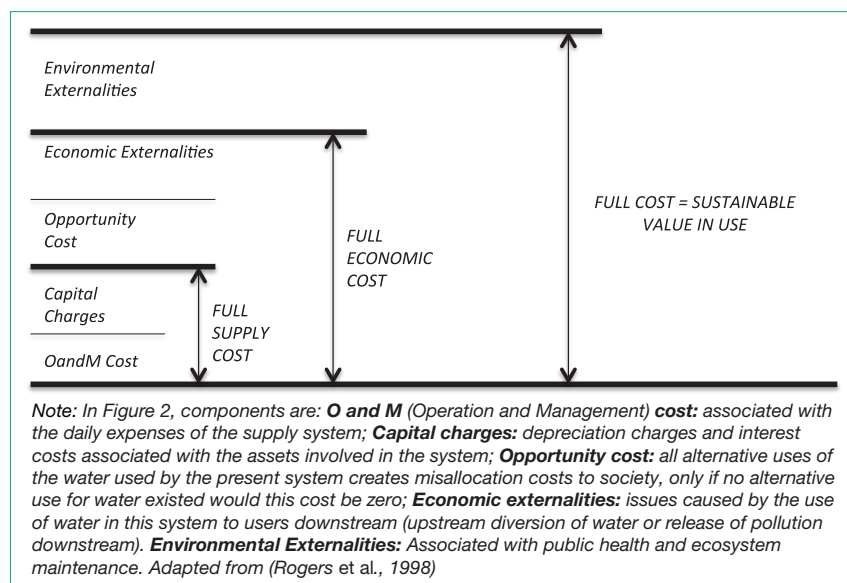 Environmental
Externalities
Economic Externalities
Opportunity
Cost
Capital
Charges
OandM Cost
FULL
SUPPLY
COST
FULL
ECONOMIC
COST
FULL COST = SUSTAINABLE
VALUE IN USE
Note: In Figure 2, components are: O and M (Operation and Management) cost: associated with
the daily expenses of the supply system; Capital charges: depreciation charges and interest
costs associated with the assets involved in the system; Opportunity cost: all alternative uses of
the water used by the present system creates misallocation costs to society, only if no alternative
use for water existed would this cost be zero; Economic externalities: issues caused by the use
of water in this system to users downstream (upstream diversion of water or release of pollution
downstream). Environmental Externalities: Associated with public health and ecosystem
maintenance. Adapted from (Rogers et al., 1998)